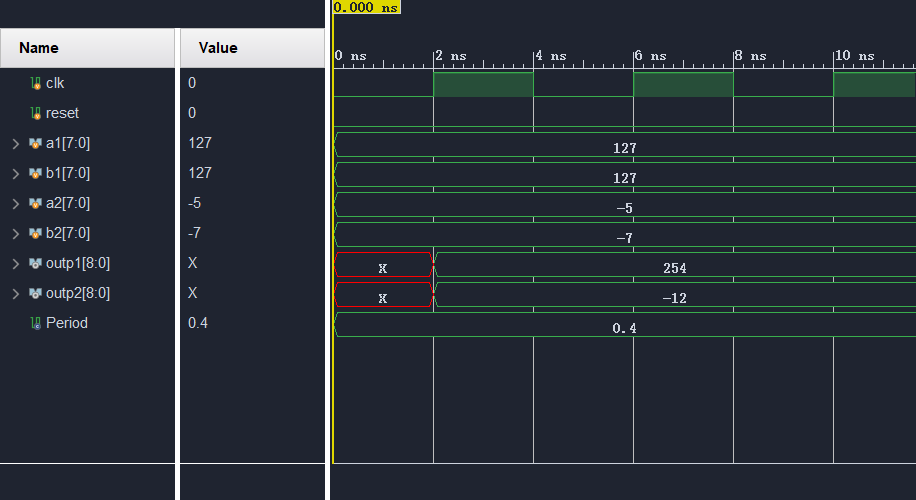 0.000 ns
Name Value
0 ns 2 ns 4 ns 6 ns 8 ns 10 ns
clk 0
reset 0
a1[7:0] 127 127
b1[7:0] 127 127
a2[7:0] -5 -5
b2[7:0] -7 -7
outp1[8:0] X X 254
outp2[8:0] X X -12
Period 0.4 0.4